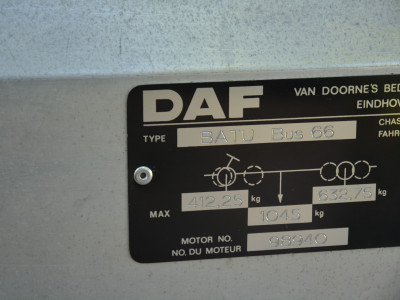 DAF
VAN DOORNE'S BED
EINDHOV
CHAS
FAHR
TYPE BATU Bus 66
412,25 kg 632,75 kg
MAX 1045 kg
MOTOR NO. 98940
NO. DU MOTEUR